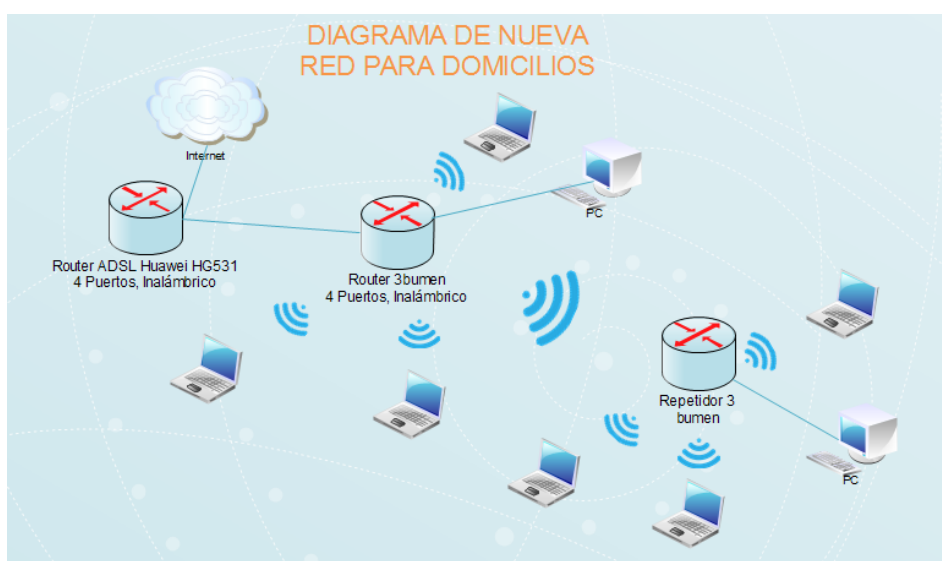 DIAGRAMA DE NUEVA
RED PARA DOMICILIOS
Internet
PC
Router ADSL Huawei HG531
4 Puertos, Inalámbrico
Router 3bumen
4 Puertos, Inalámbrico
Repetidor 3
bumen
PC